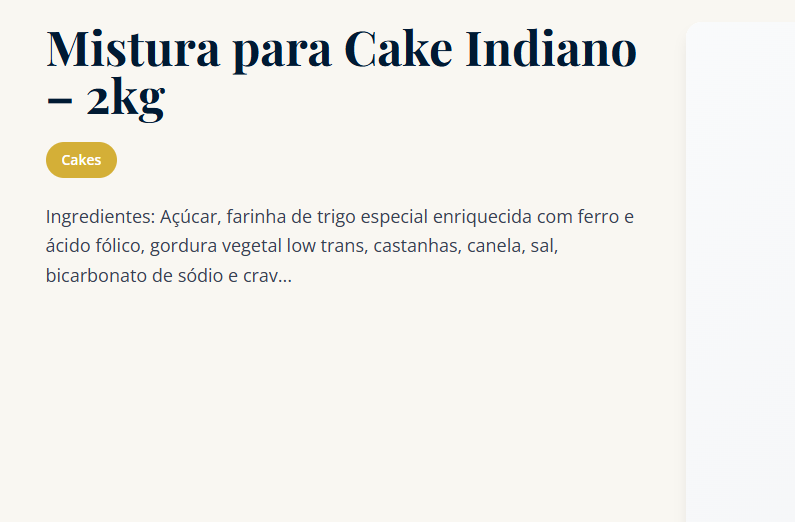 Mistura para Cake Indiano
– 2kg
Cakes
Ingredientes: Açúcar, farinha de trigo especial enriquecida com ferro e
ácido fólico, gordura vegetal low trans, castanhas, canela, sal,
bicarbonato de sódio e crav...